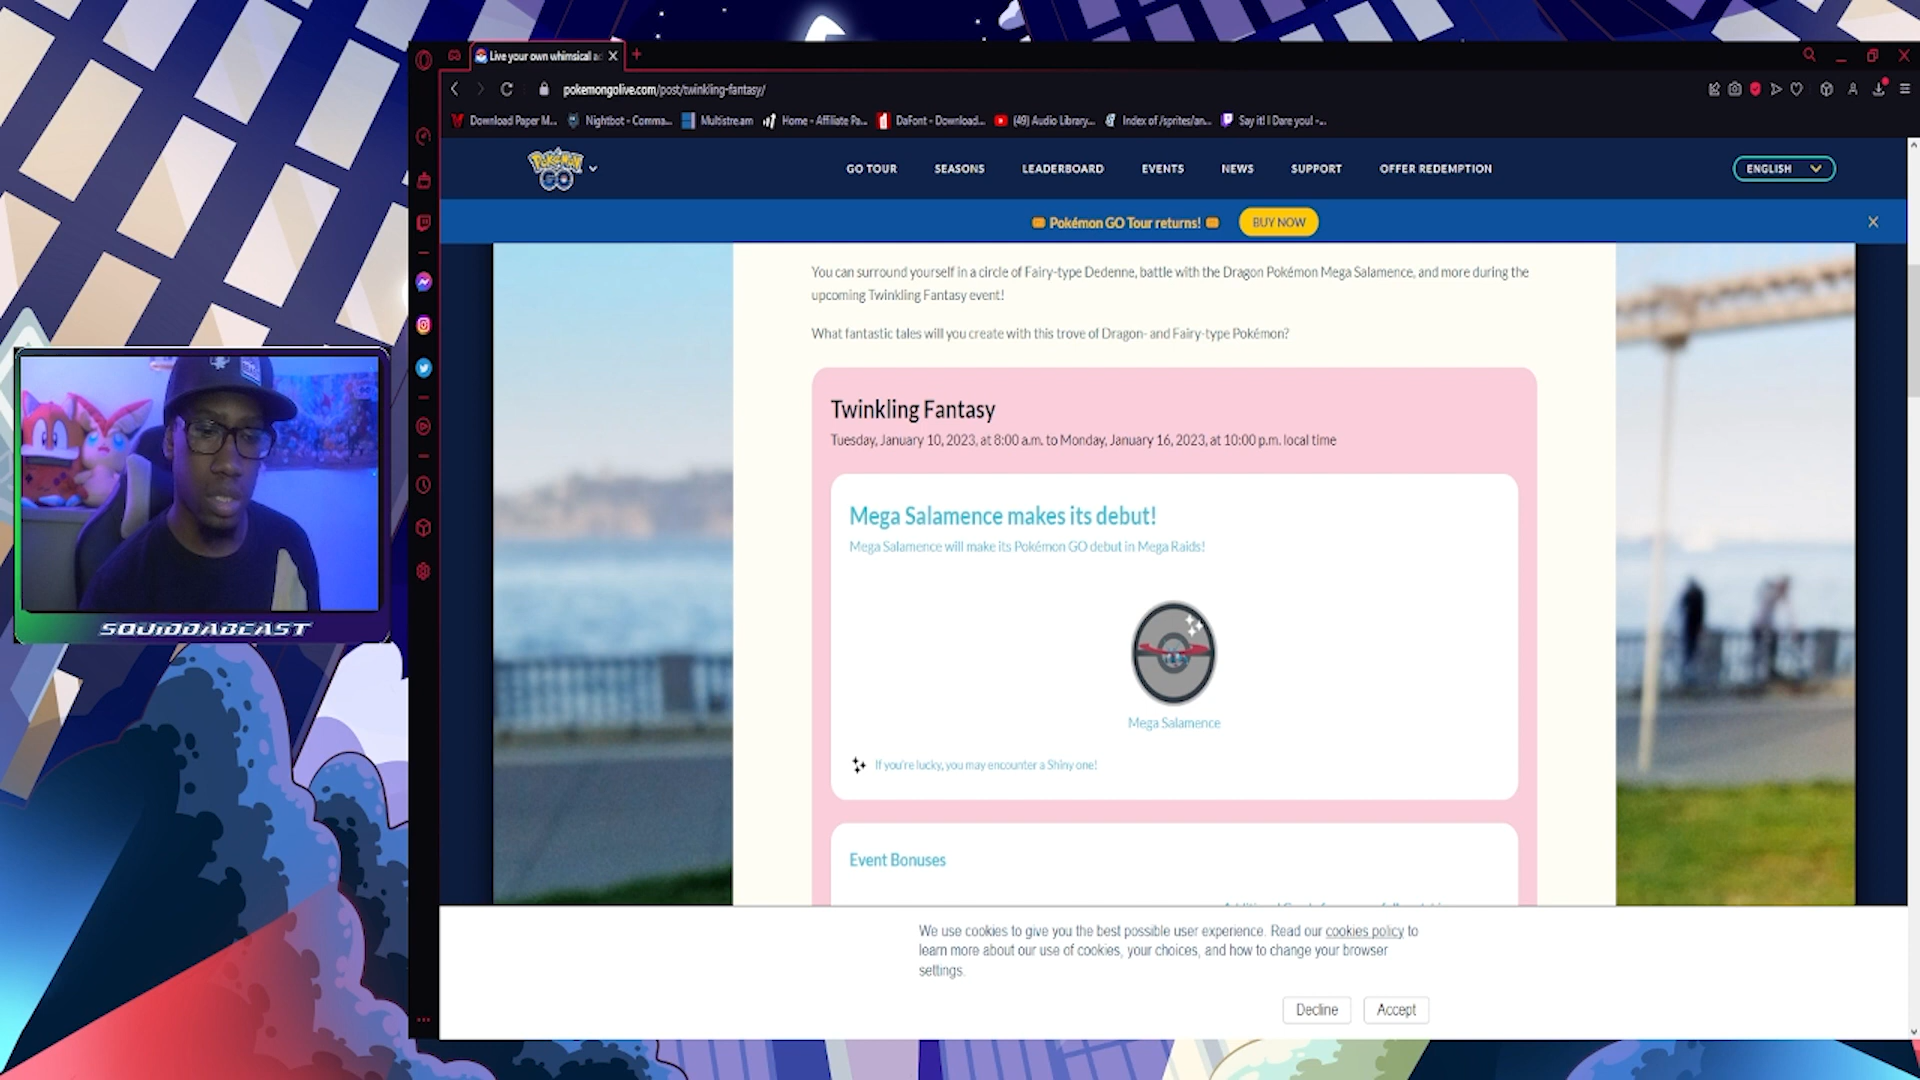 Live your own whimsical a
pokemongolive.com/post/twinkling-fantasy/
Download Paper M...
Nightbot - Comma...
Multistream
Home - Affiliate Pa...
DaFont - Download...
(49) Audio Library...
Index of /sprites/an...
Say it! I Dare you! -...
POKÉMON GO
GO TOUR
SEASONS
LEADERBOARD
EVENTS
NEWS
SUPPORT
OFFER REDEMPTION
ENGLISH
Pokémon GO Tour returns!
BUY NOW
You can surround yourself in a circle of Fairy-type Dedenne, battle with the Dragon Pokémon Mega Salamence, and more during the
upcoming Twinkling Fantasy event!
What fantastic tales will you create with this trove of Dragon- and Fairy-type Pokémon?
Twinkling Fantasy
Tuesday, January 10, 2023, at 8:00 a.m. to Monday, January 16, 2023, at 10:00 p.m. local time
Mega Salamence makes its debut!
Mega Salamence will make its Pokémon GO debut in Mega Raids!
Mega Salamence
If you're lucky, you may encounter a Shiny one!
Event Bonuses
SQUIDDABEAST
We use cookies to give you the best possible user experience. Read our cookies policy to
learn more about our use of cookies, your choices, and how to change your browser
settings.
Decline
Accept